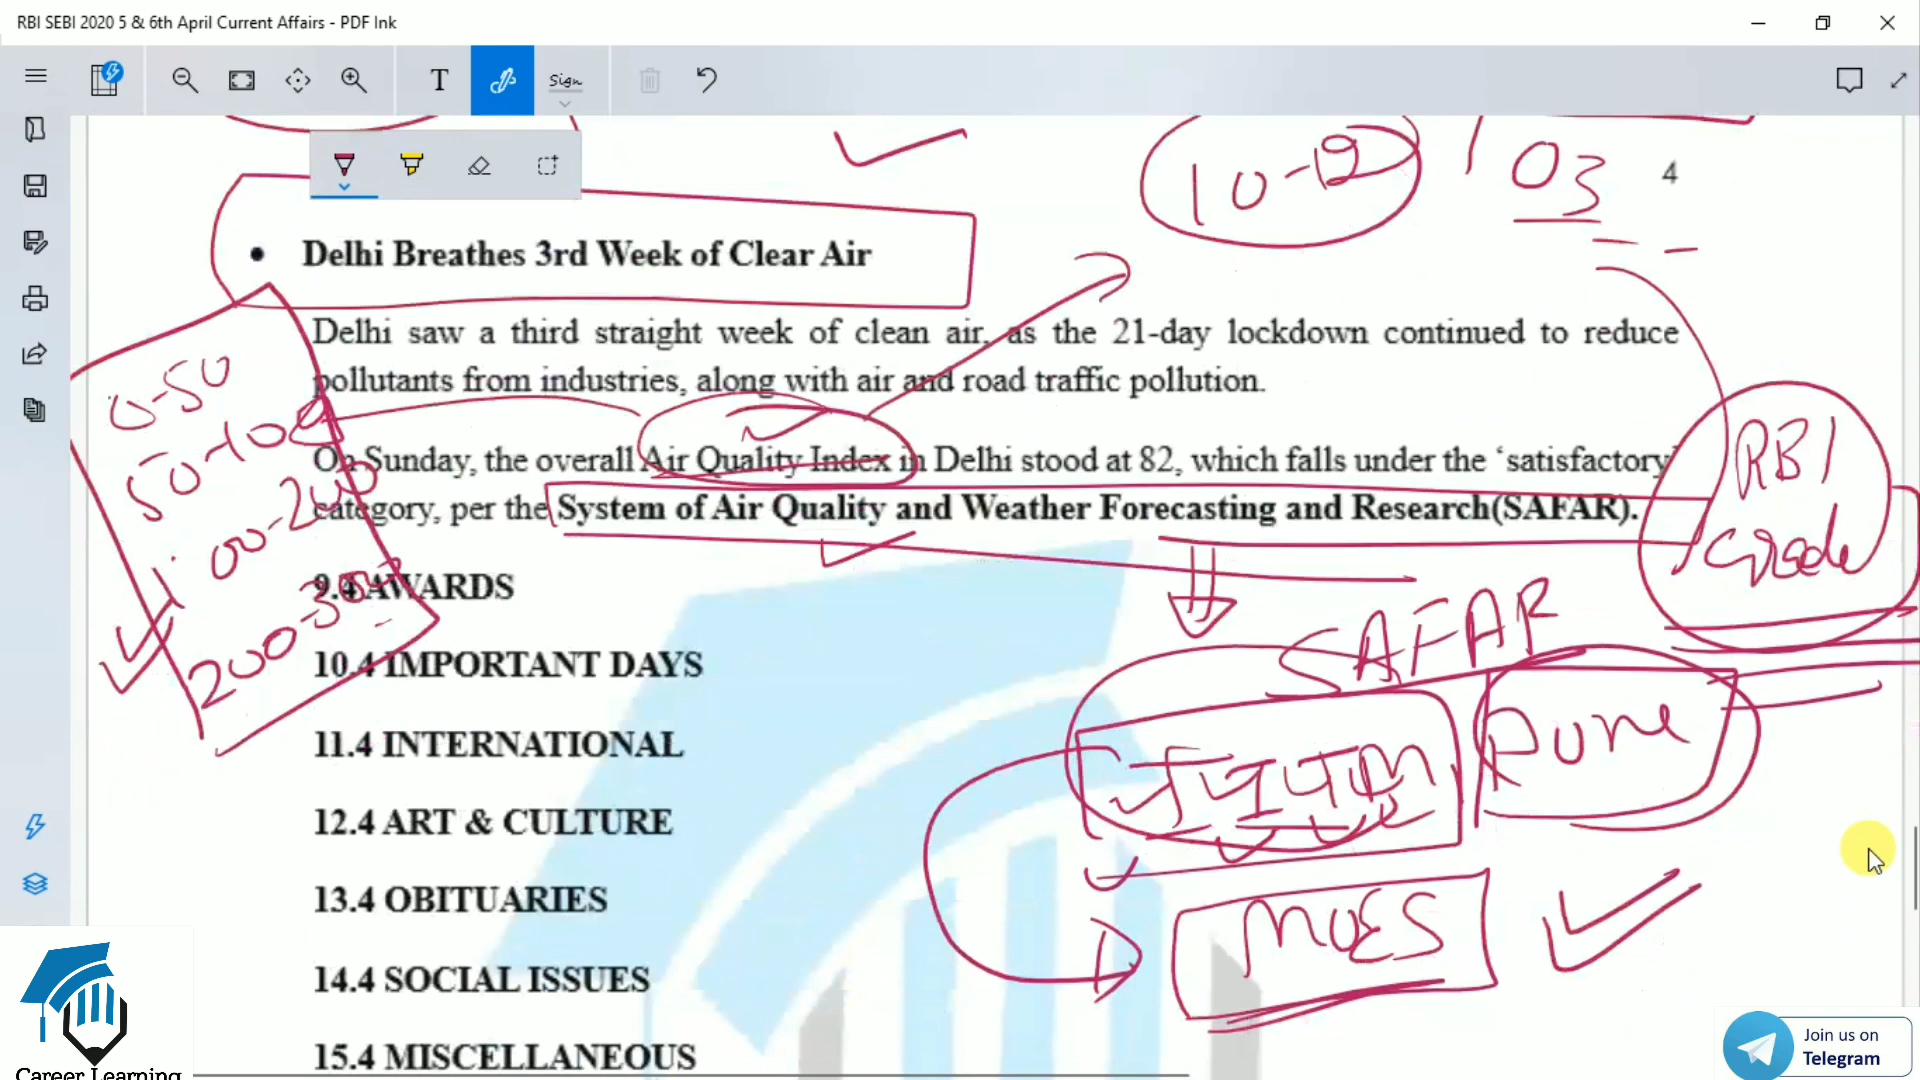 RBI SEBI 2020 5 & 6th April Current Affairs - PDF Ink
T
Sign
10-12
03
4
• Delhi Breathes 3rd Week of Clear Air
Delhi saw a third straight week of clean air, as the 21-day lockdown continued to reduce
pollutants from industries, along with air and road traffic pollution.
On Sunday, the overall Air Quality Index in Delhi stood at 82, which falls under the ‘satisfactory’
category, per the System of Air Quality and Weather Forecasting and Research(SAFAR).
0-50
50-100
100-200
200-300
RBI
Grade
SAFAR
IITM
Pune
MOES
9.4 AWARDS
10.4 IMPORTANT DAYS
11.4 INTERNATIONAL
12.4 ART & CULTURE
13.4 OBITUARIES
14.4 SOCIAL ISSUES
15.4 MISCELLANEOUS
Career Learning
Join us on
Telegram